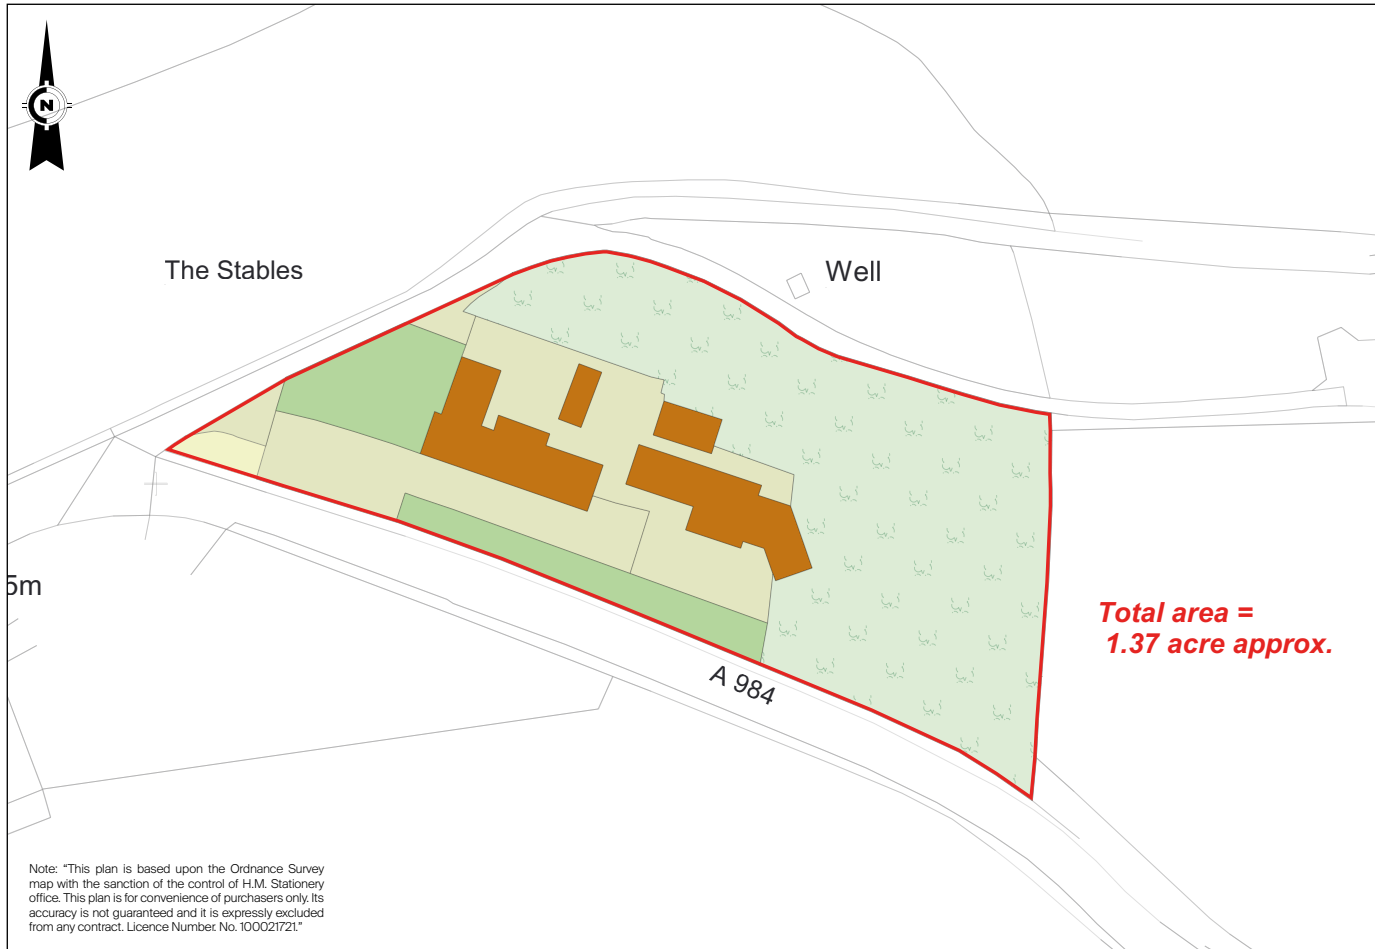 N
The Stables
Well
5m
Total area =
1.37 acre approx.
A 984
Note: “This plan is based upon the Ordnance Survey
map with the sanction of the control of H.M. Stationery
office. This plan is for convenience of purchasers only. Its
accuracy is not guaranteed and it is expressly excluded
from any contract. Licence Number. No. 100021721.”